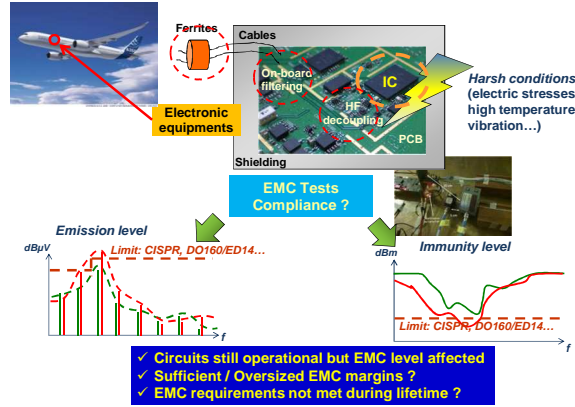 Ferrites
Cables
On-board
filtering
IC
HF
decoupling
PCB
Shielding
Harsh conditions
(electric stresses
high temperature
vibration…)
Electronic
equipments
EMC Tests
Compliance ?
Emission level
dBµV
Limit: CISPR, DO160/ED14…
f
Immunity level
dBm
Limit: CISPR, DO160/ED14…
f
✓ Circuits still operational but EMC level affected
✓ Sufficient / Oversized EMC margins ?
✓ EMC requirements not met during lifetime ?